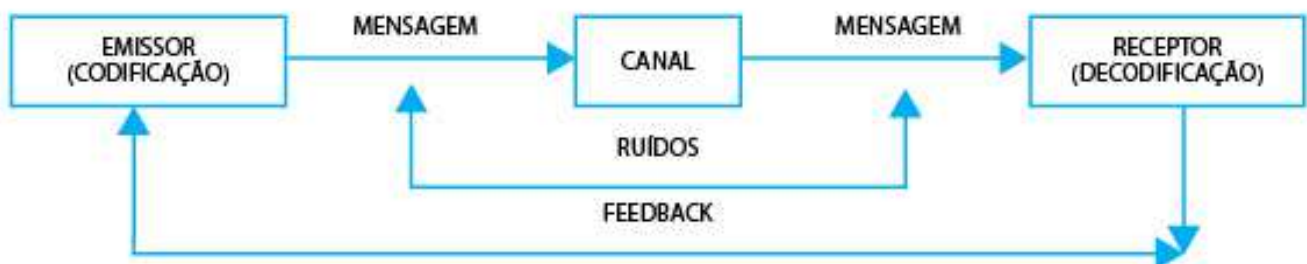 EMISSOR
(CODIFICAÇÃO)
MENSAGEM
CANAL
MENSAGEM
RECEPTOR
(DECODIFICAÇÃO)
RUÍDOS
FEEDBACK